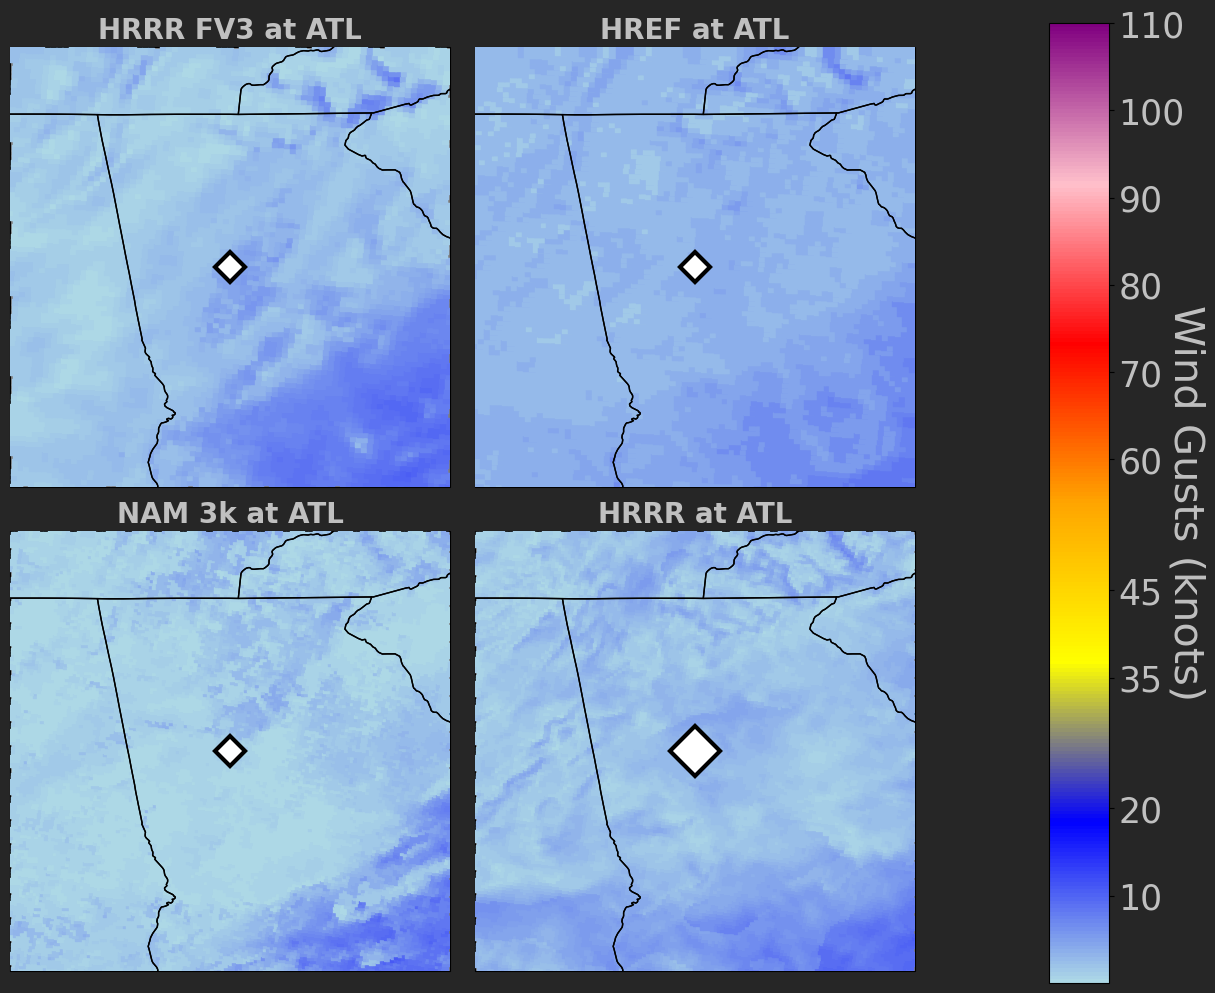 HRRR FV3 at ATL
HREF at ATL
NAM 3k at ATL
HRRR at ATL
110
100
90
80
70
60
45
35
20
10
Wind Gusts (knots)